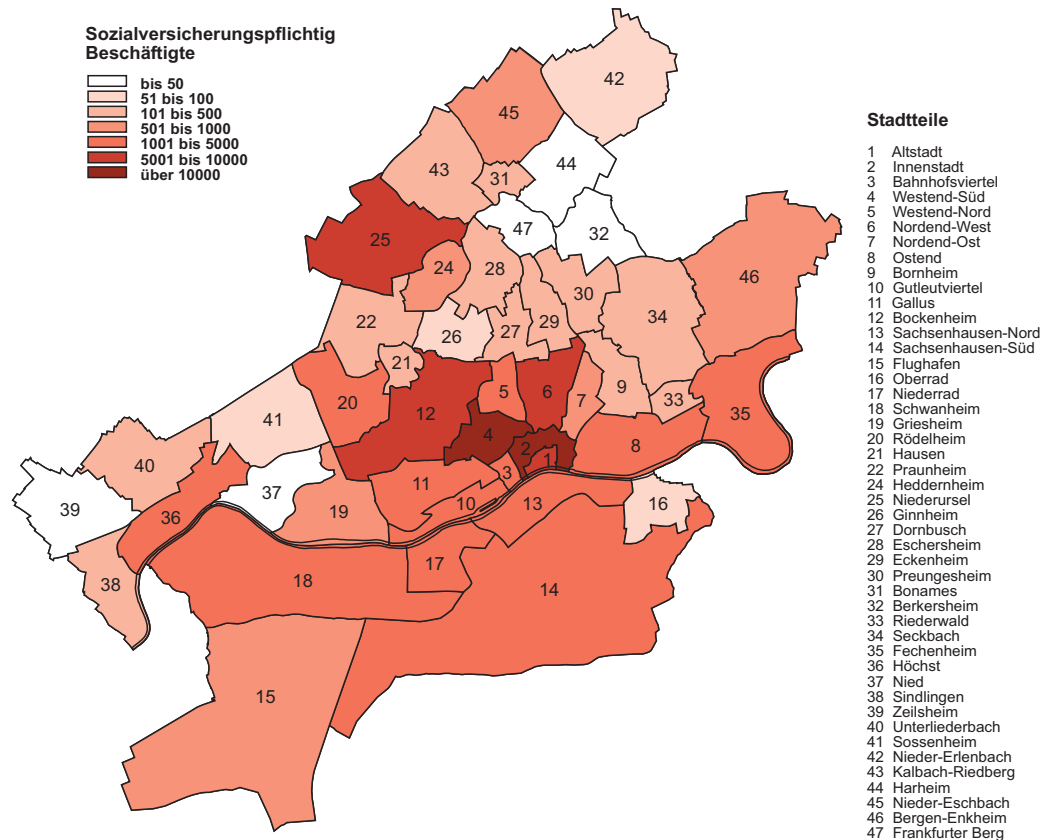 Sozialversicherungspflichtig
Beschäftigte
bis 50
51 bis 100
101 bis 500
501 bis 1000
1001 bis 5000
5001 bis 10000
über 10000
42
45
44
43
31
47
32
25
24
28
46
30
22
34
26
27
29
21
5
6
9
20
7
33
12
35
41
4
8
2
1
40
3
11
37
10
13
16
39
19
36
17
18
38
14
15
Stadtteile
1 Altstadt
2 Innenstadt
3 Bahnhofsviertel
4 Westend-Süd
5 Westend-Nord
6 Nordend-West
7 Nordend-Ost
8 Ostend
9 Bornheim
10 Gutleutviertel
11 Gallus
12 Bockenheim
13 Sachsenhausen-Nord
14 Sachsenhausen-Süd
15 Flughafen
16 Oberrad
17 Niederrad
18 Schwanheim
19 Griesheim
20 Rödelheim
21 Hausen
22 Praunheim
24 Heddernheim
25 Niederursel
26 Ginnheim
27 Dornbusch
28 Eschersheim
29 Eckenheim
30 Preungesheim
31 Bonames
32 Berkersheim
33 Riederwald
34 Seckbach
35 Fechenheim
36 Höchst
37 Nied
38 Sindlingen
39 Zeilsheim
40 Unterliederbach
41 Sossenheim
42 Nieder-Erlenbach
43 Kalbach-Riedberg
44 Harheim
45 Nieder-Eschbach
46 Bergen-Enkheim
47 Frankfurter Berg